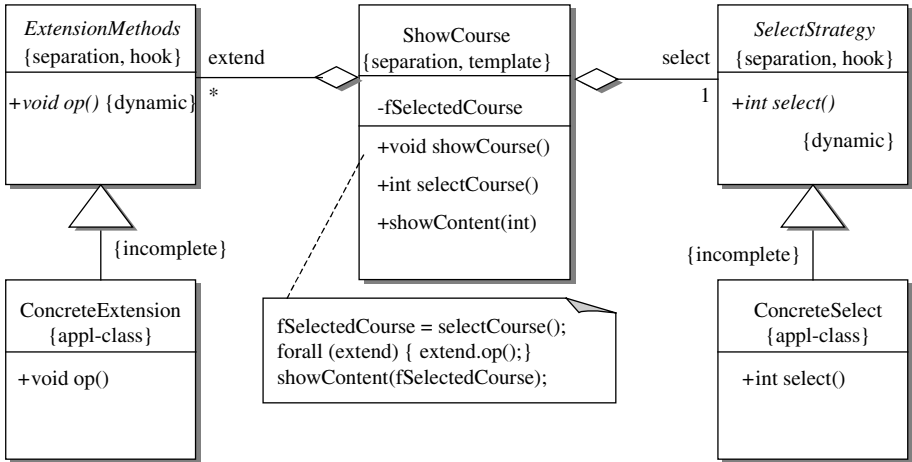 ExtensionMethods
{separation, hook}
+void op() {dynamic}
extend
*
ShowCourse
{separation, template}
-fSelectedCourse
+void showCourse()
+int selectCourse()
+showContent(int)
select
1
SelectStrategy
{separation, hook}
+int select()
{dynamic}
{incomplete}
{incomplete}
ConcreteExtension
{appl-class}
+void op()
fSelectedCourse = selectCourse();
forall (extend) { extend.op();}
showContent(fSelectedCourse);
ConcreteSelect
{appl-class}
+int select()